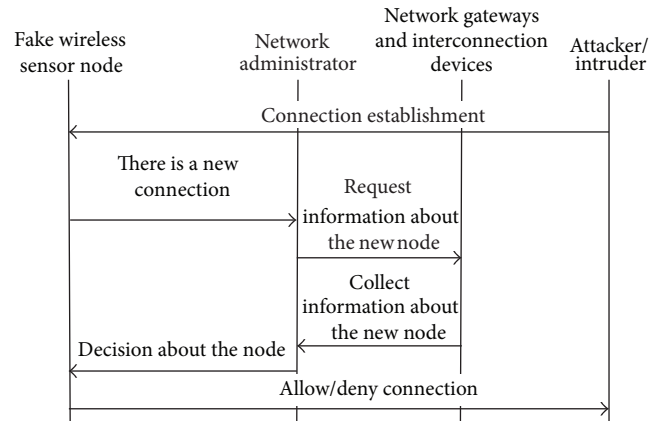 Fake wireless
sensor node
Network
administrator
Network gateways
and interconnection
devices
Attacker/
intruder
Connection establishment
There is a new
connection
Request
information about
the new node
Collect
information about
the new node
Decision about the node
Allow/deny connection